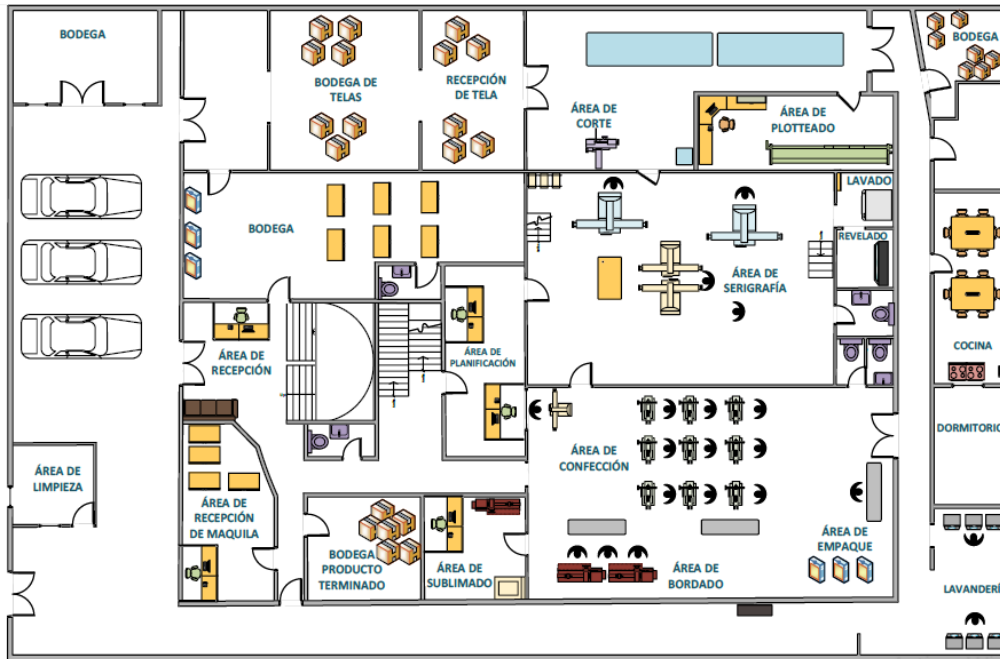 BODEGA
BODEGA DE
TELAS
RECEPCIÓN
DE TELA
ÁREA DE
CORTE
ÁREA DE
PLOTTEADO
BODEGA
BODEGA
LAVADO
REVELADO
ÁREA DE
SERIGRAFÍA
ÁREA DE
RECEPCIÓN
ÁREA DE
PLANIFICACIÓN
COCINA
DORMITORIO
ÁREA DE
CONFECCIÓN
ÁREA DE
LIMPIEZA
ÁREA DE
RECEPCIÓN
DE MAQUILA
BODEGA
PRODUCTO
TERMINADO
ÁREA DE
SUBLIMADO
ÁREA DE
BORDADO
ÁREA DE
EMPAQUE
LAVANDERÍ